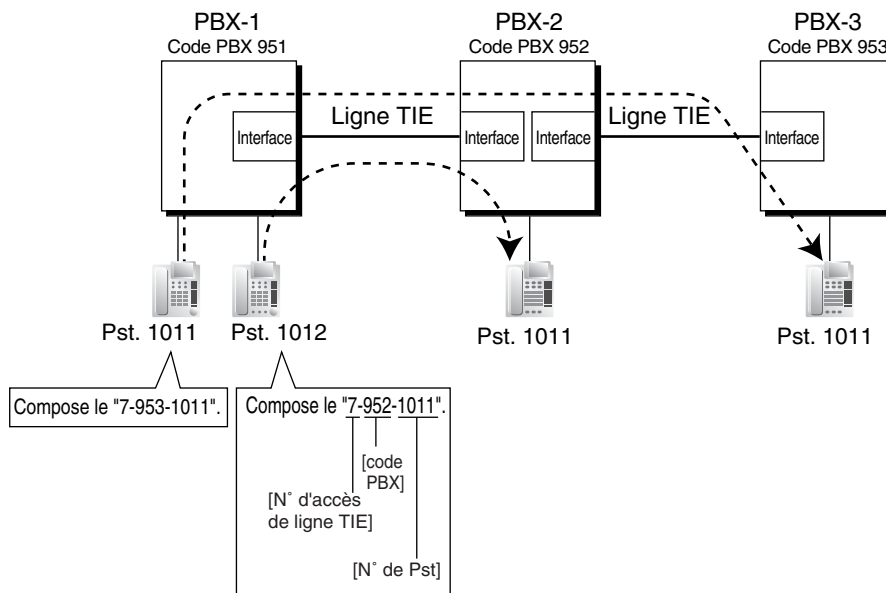 PBX-1
Code PBX 951
PBX-2
Code PBX 952
PBX-3
Code PBX 953
Interface
Ligne TIE
Interface
Interface
Ligne TIE
Interface
Pst. 1011
Pst. 1012
Pst. 1011
Pst. 1011
Compose le "7-953-1011".
Compose le "7-952-1011".
[code
PBX]
[N° d'accès
de ligne TIE]
[N° de Pst]